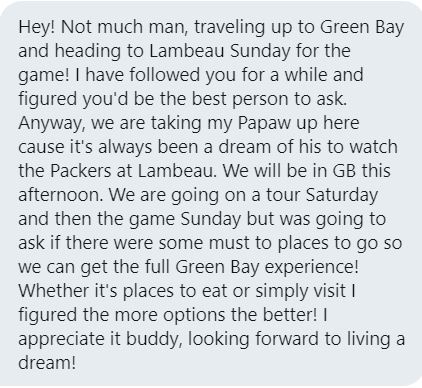 Hey! Not much man, traveling up to Green Bay
and heading to Lambeau Sunday for the
game! I have followed you for a while and
figured you'd be the best person to ask.
Anyway, we are taking my Papaw up here
cause it's always been a dream of his to watch
the Packers at Lambeau. We will be in GB this
afternoon. We are going on a tour Saturday
and then the game Sunday but was going to
ask if there were some must to places to go so
we can get the full Green Bay experience!
Whether it's places to eat or simply visit I
figured the more options the better! I
appreciate it buddy, looking forward to living a
dream!